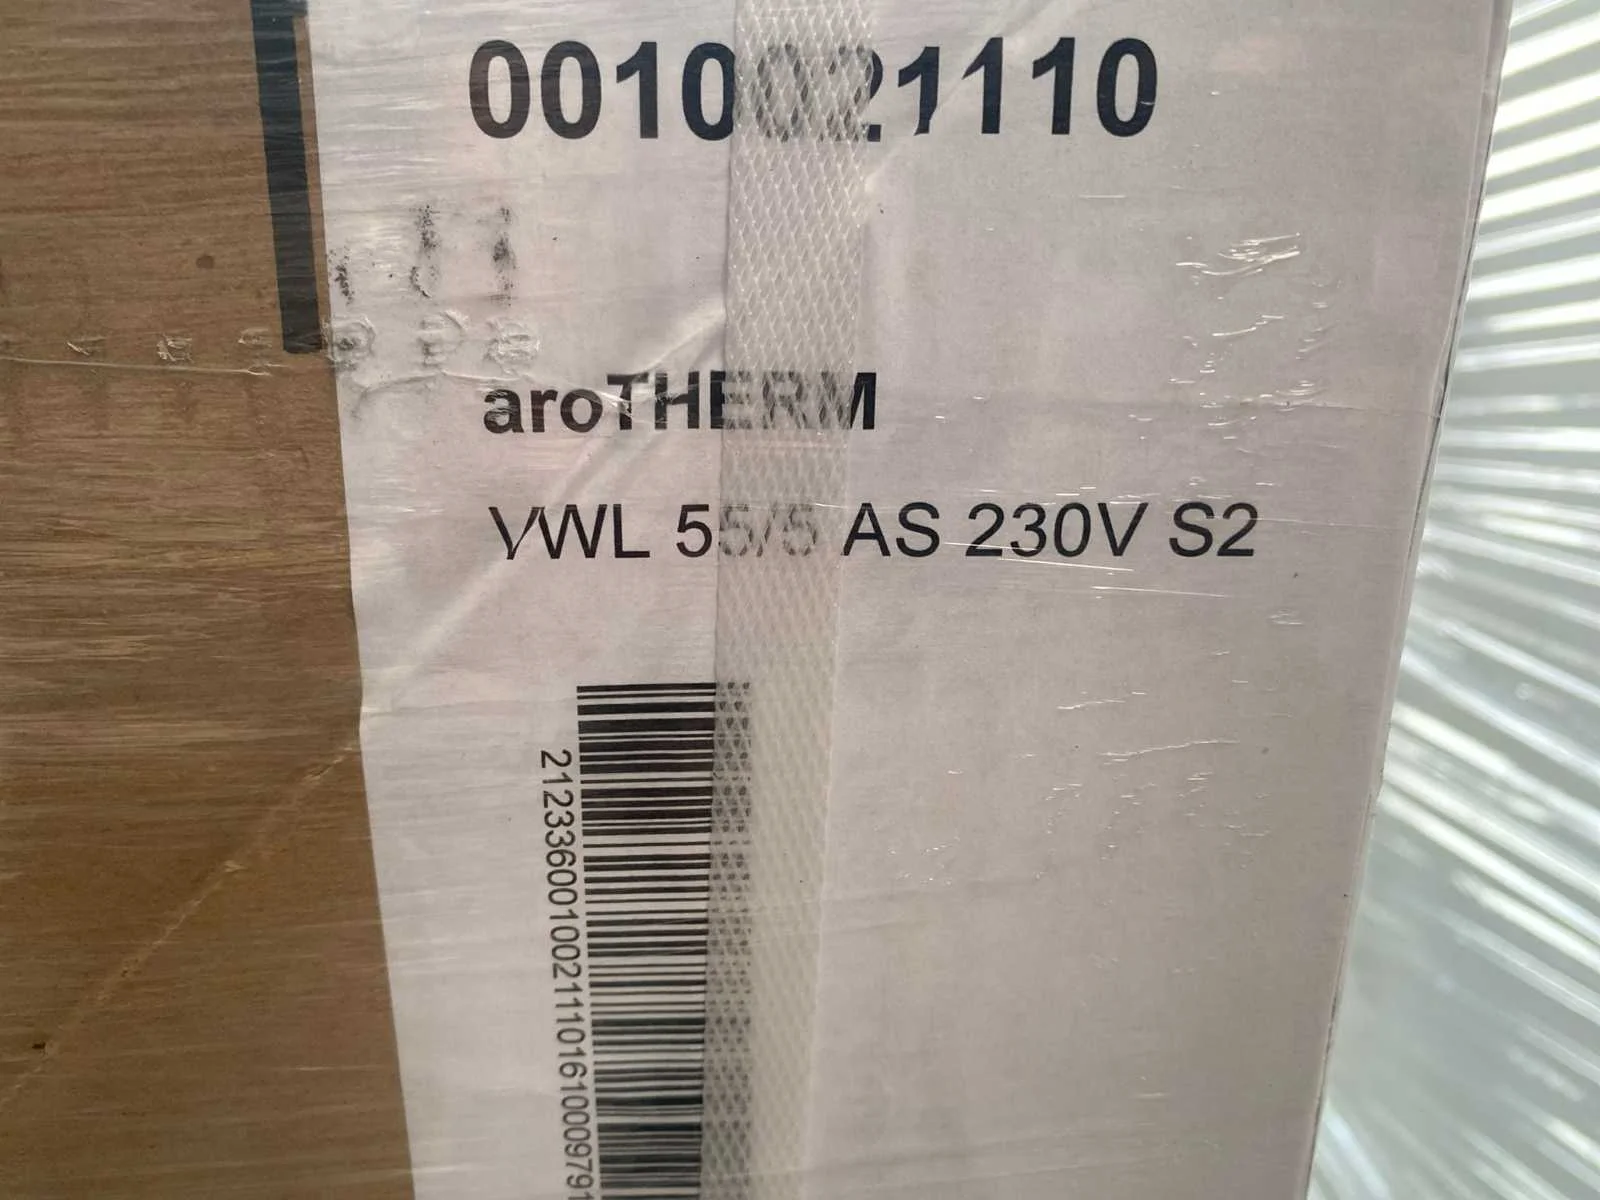 0010021110
aroTHERM
VWL 55/5 AS 230V S2
21233600100211101610009791